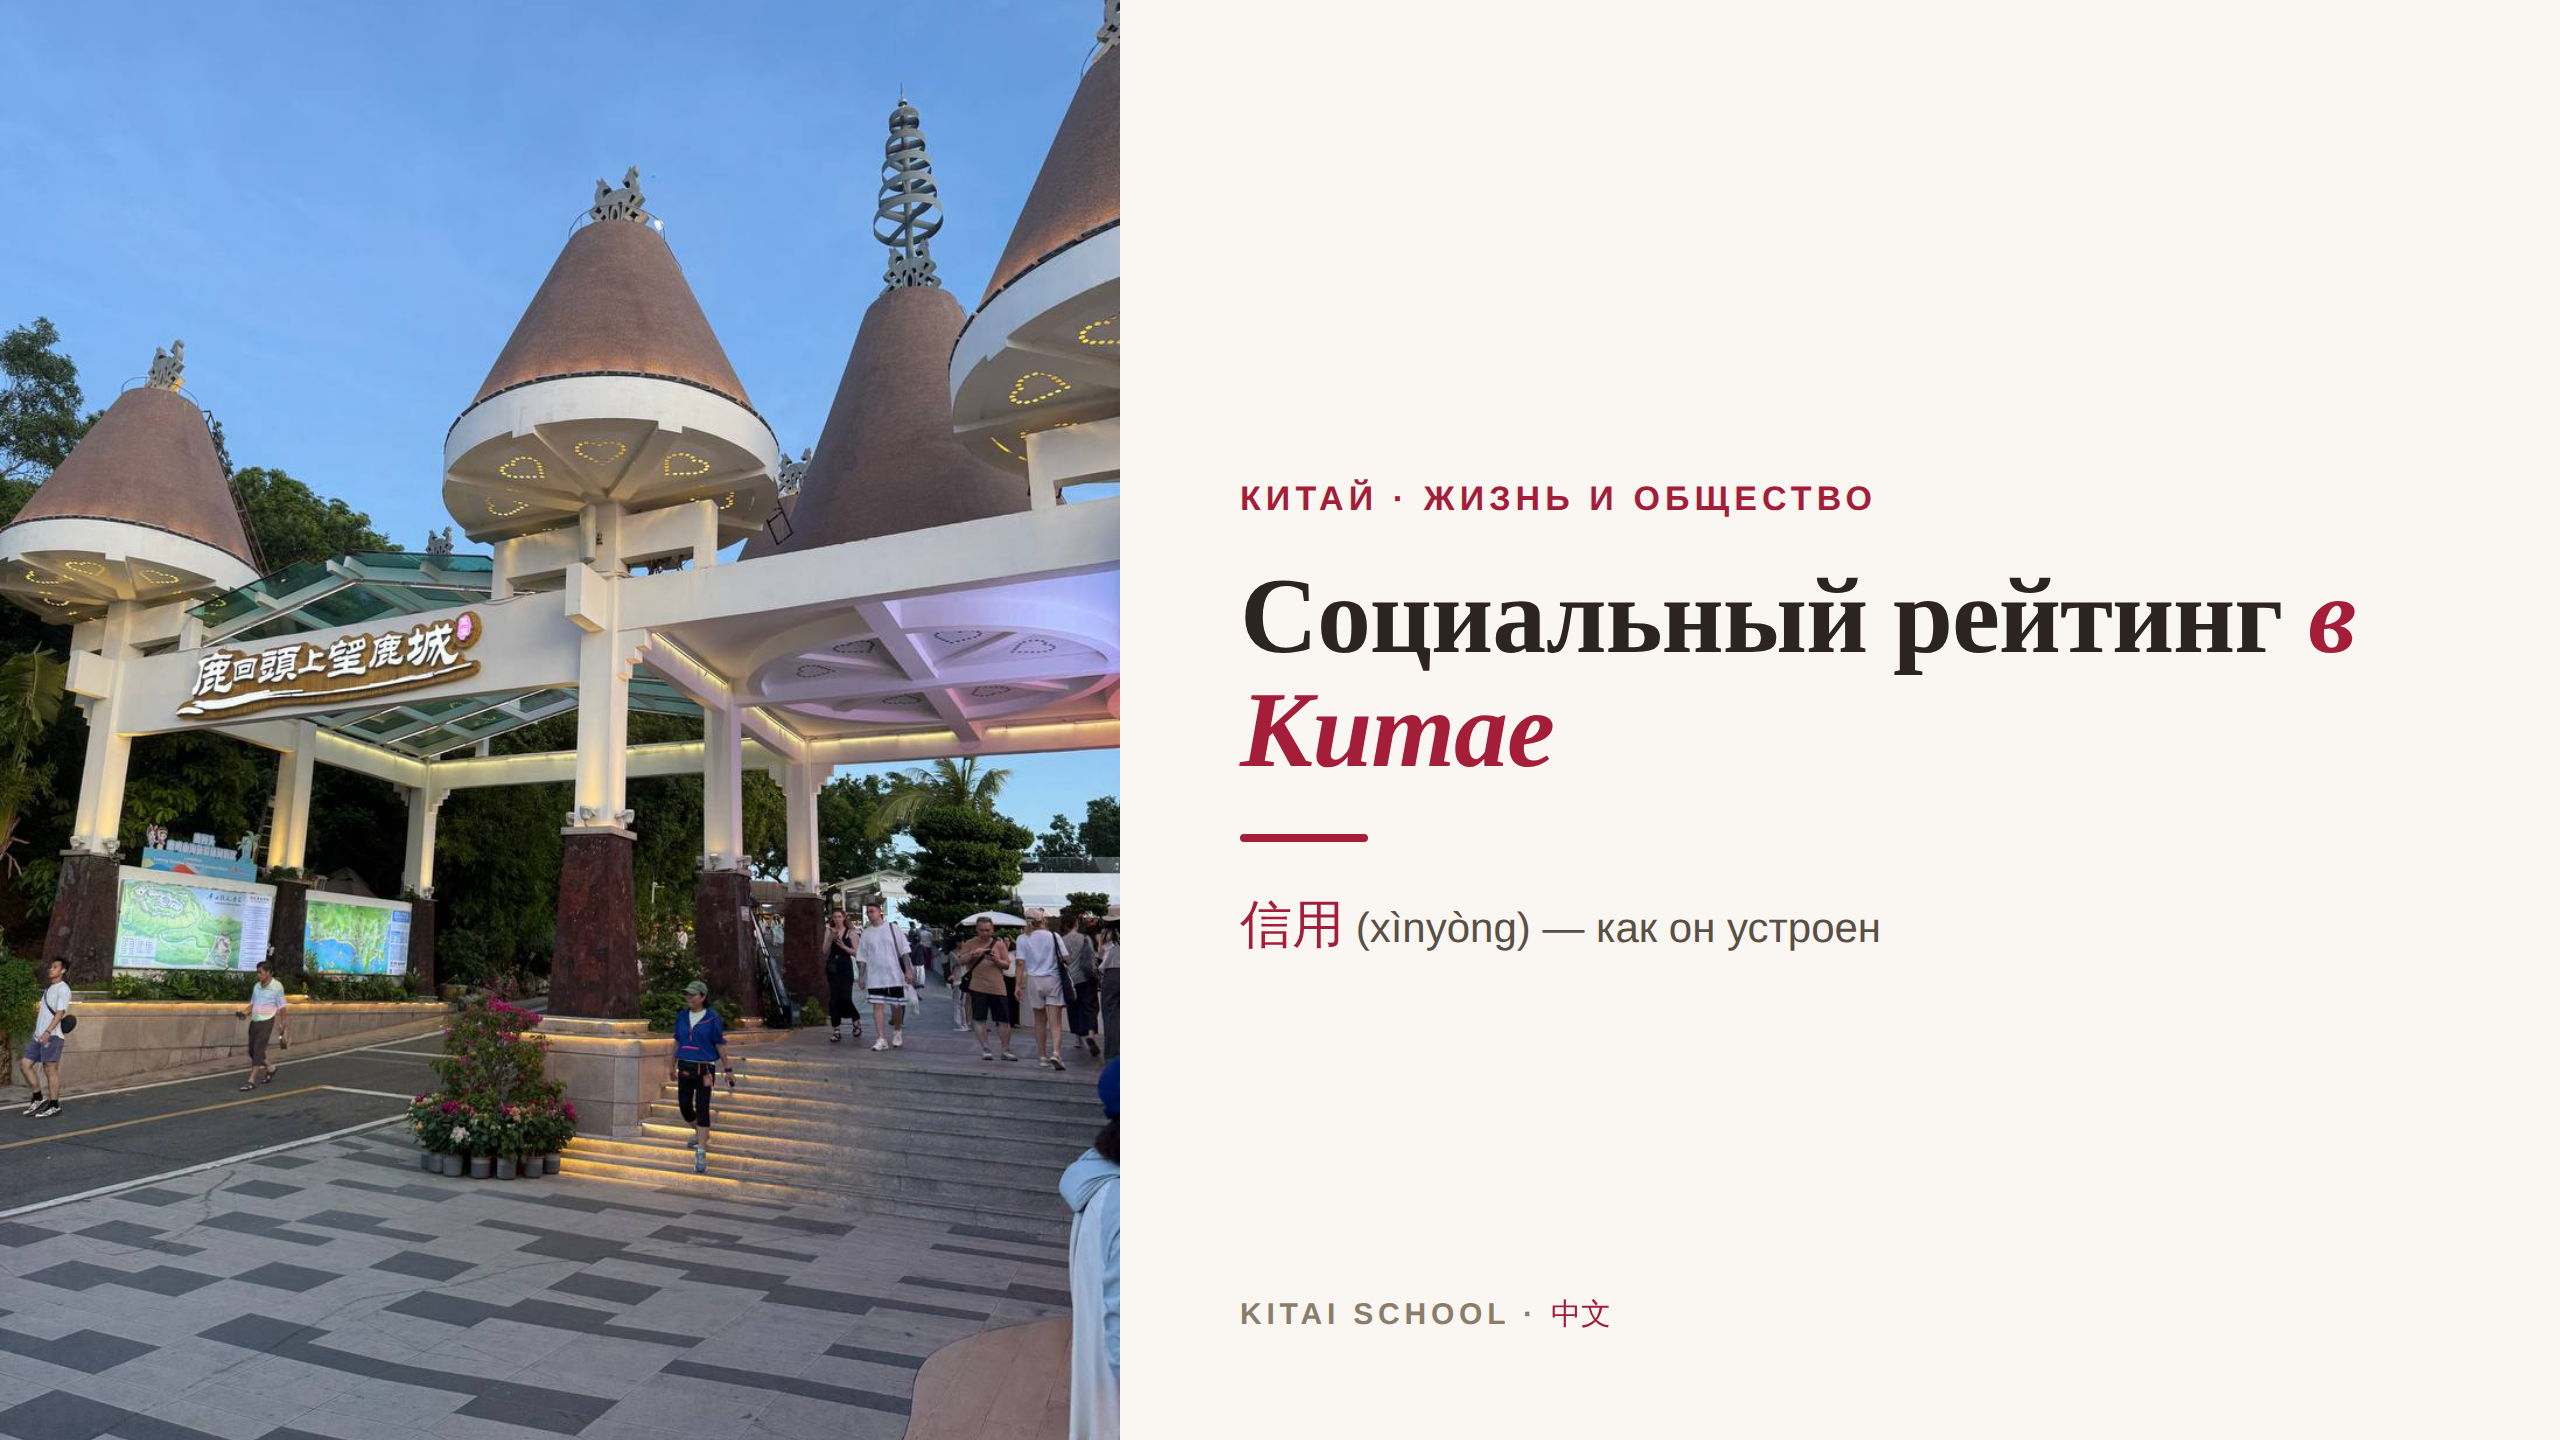 鹿回頭上望鹿城
КИТАЙ · ЖИЗНЬ И ОБЩЕСТВО
Социальный рейтинг в
Китае
信用 (xìnyòng) — как он устроен
KITAI SCHOOL · 中文